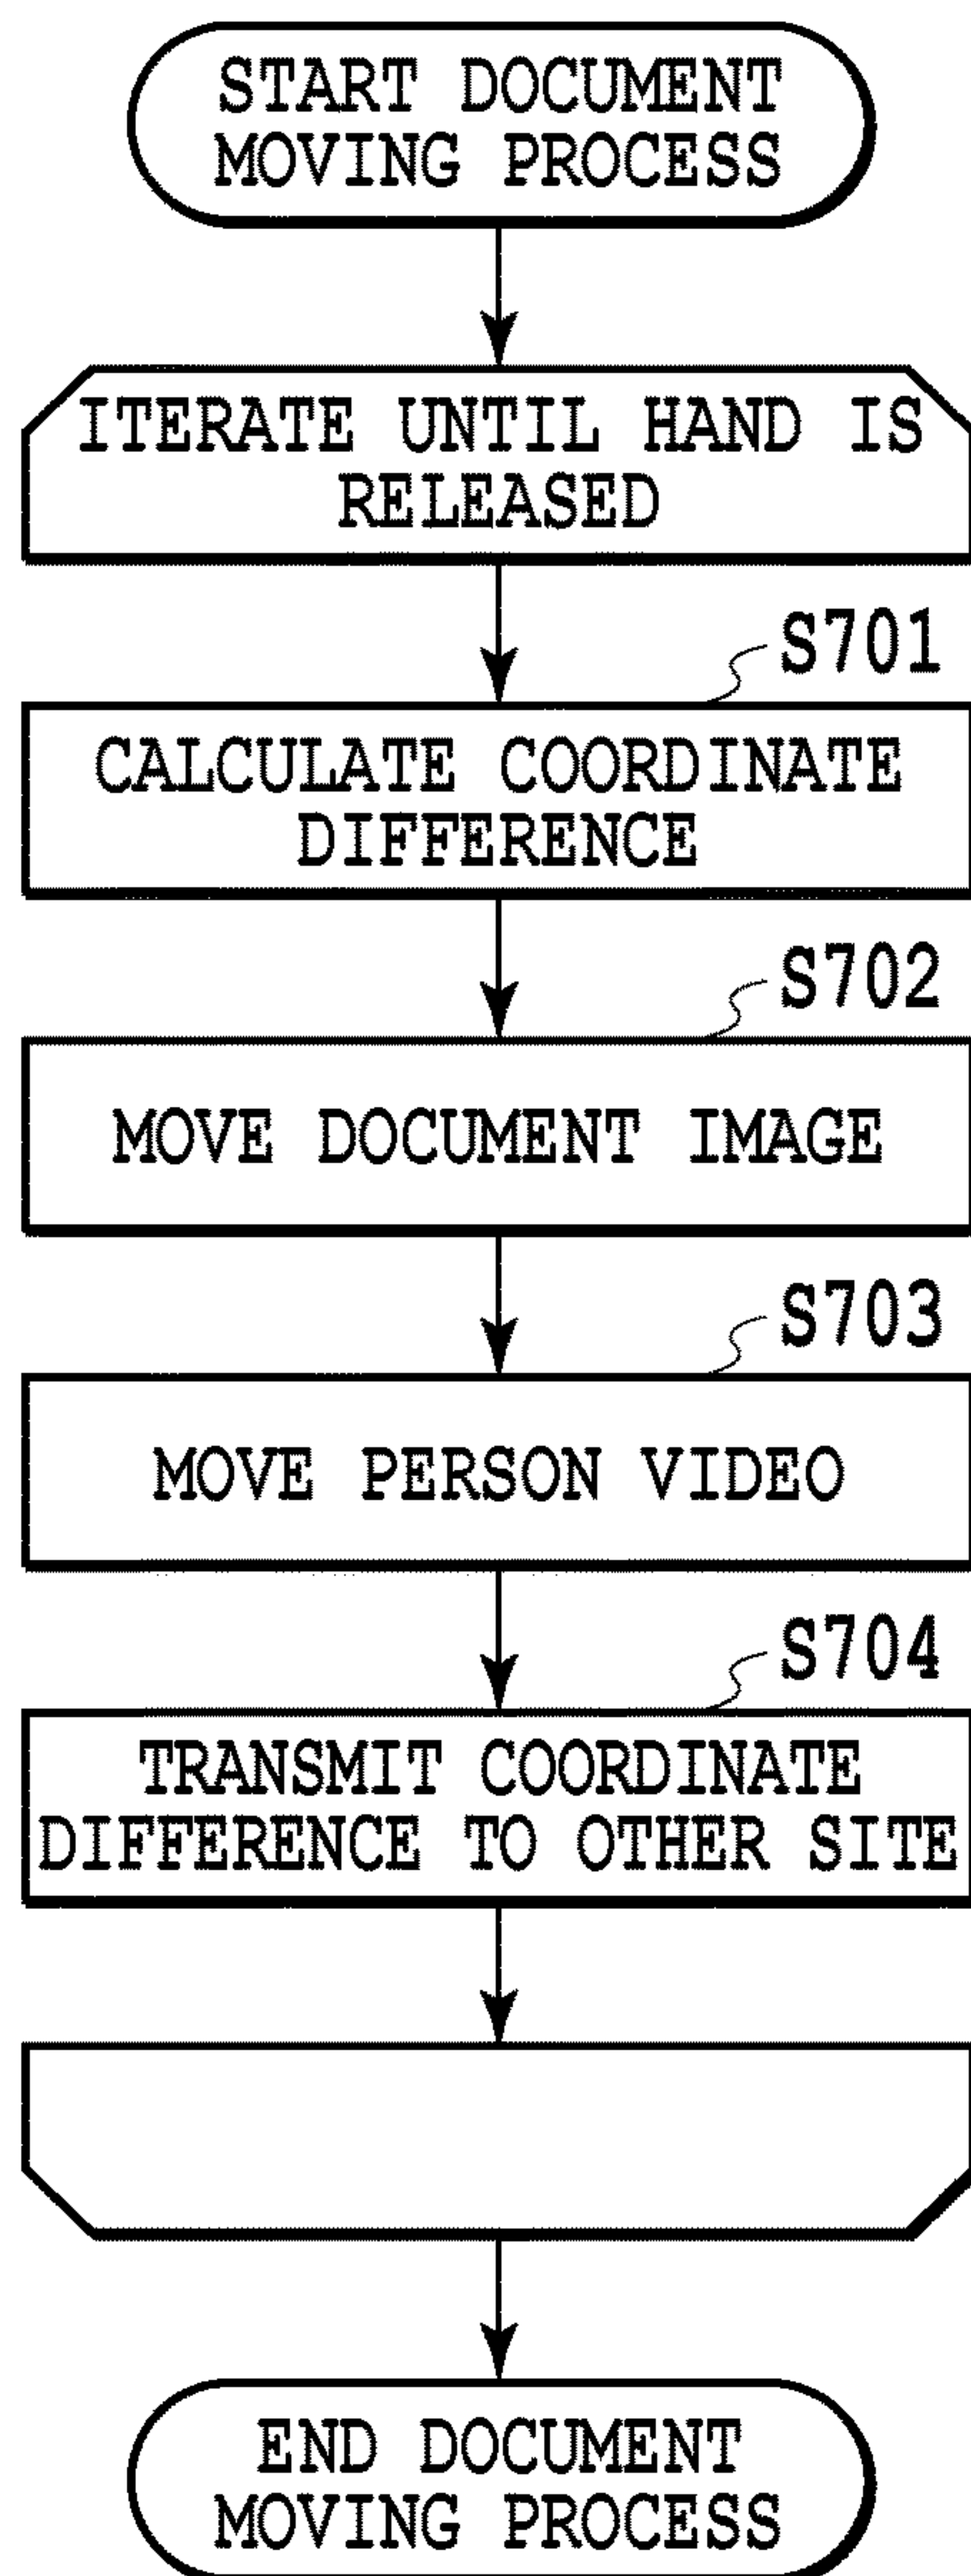 START DOCUMENT
MOVING PROCESS
ITERATE UNTIL HAND IS
RELEASED
S701
CALCULATE COORDINATE
DIFFERENCE
S702
MOVE DOCUMENT IMAGE
S703
MOVE PERSON VIDEO
S704
TRANSMIT COORDINATE
DIFFERENCE TO OTHER SITE
END DOCUMENT
MOVING PROCESS